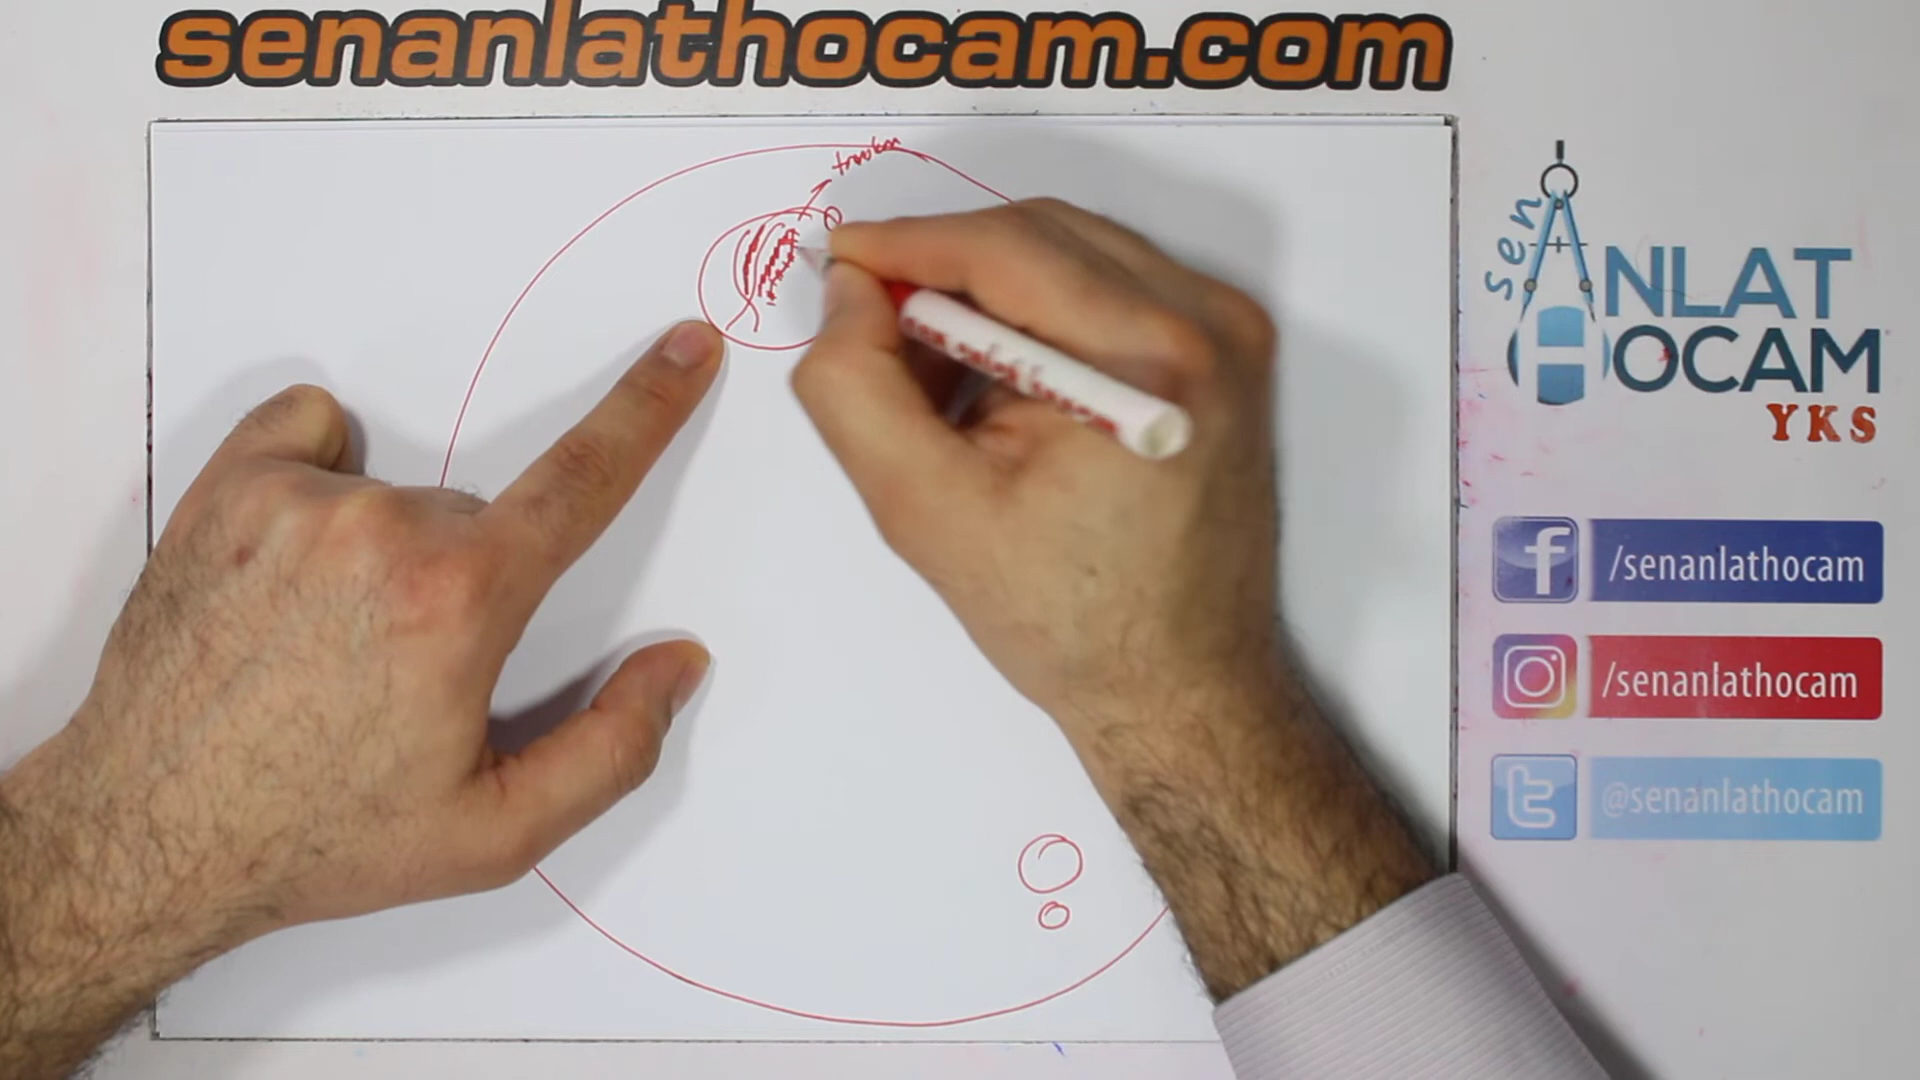 senanlathocam.com
sen
ANLAT
HOCAM
YKS
f /senanlathocam
/senanlathocam
t @senanlathocam